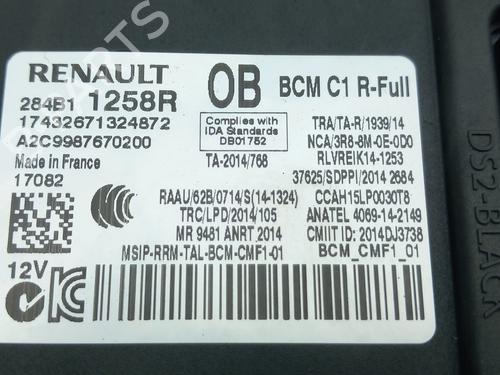 RENAULT OB BCM C1 R-Full
284B1 1258R
17432671324872
A2C9987670200
Made in France
17082
Complies with
IDA Standards
DB01752
TA-2014/768
TRA/TA-R/1939/14
NCA/3R8-8M-0E-0D0
RLVREIK14-1253
37625/SDPPI/2014 2684
RAAU/62B/0714/S(14-1324) CCAH15LP0030T8
TRC/LPD/2014/105 ANATEL 4069-14-2149
MR 9481 ANRT 2014 CMIIT ID: 2014DJ3738
MSIP-RRM-TAL-BCM-CMF1-01 BCM_CMF1_01
12V
DS2-BLACK